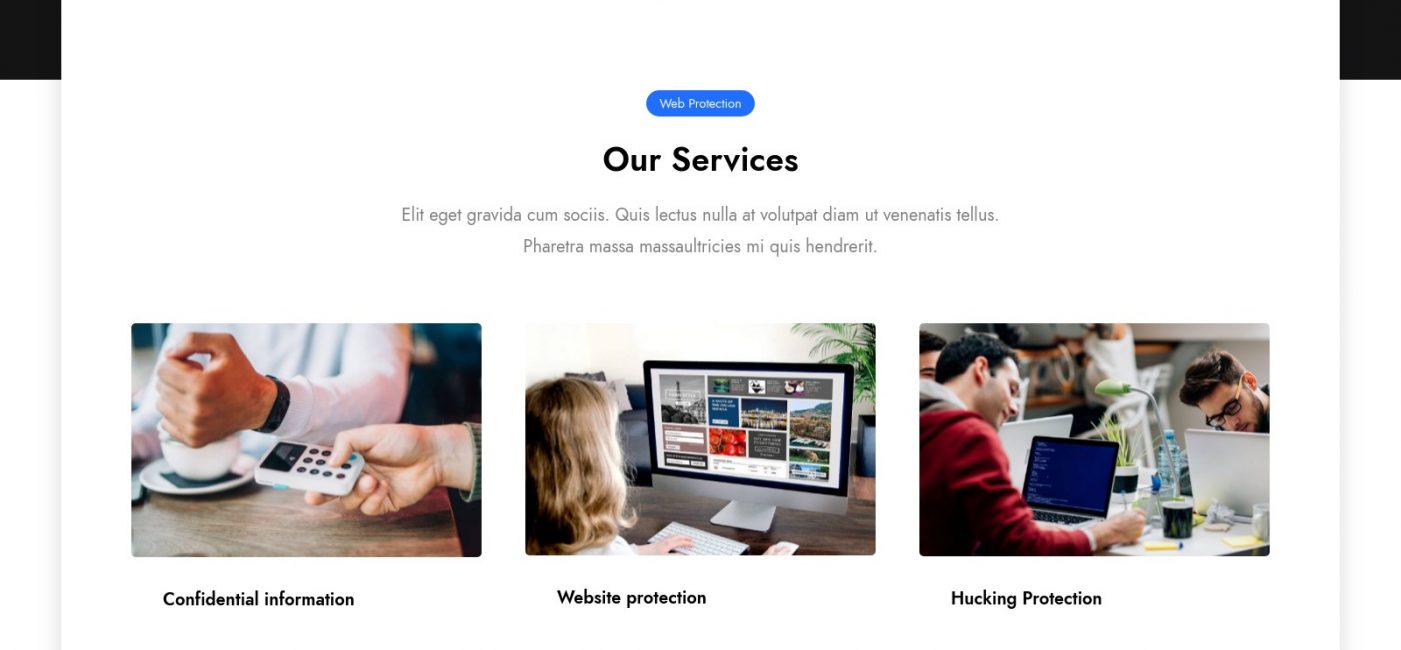 Web Protection
Our Services
Elit eget gravida cum sociis. Quis lectus nulla at volutpat diam ut venenatis tellus.
Pharetra massa massaultricies mi quis hendrerit.
Confidential information
Website protection
Hucking Protection